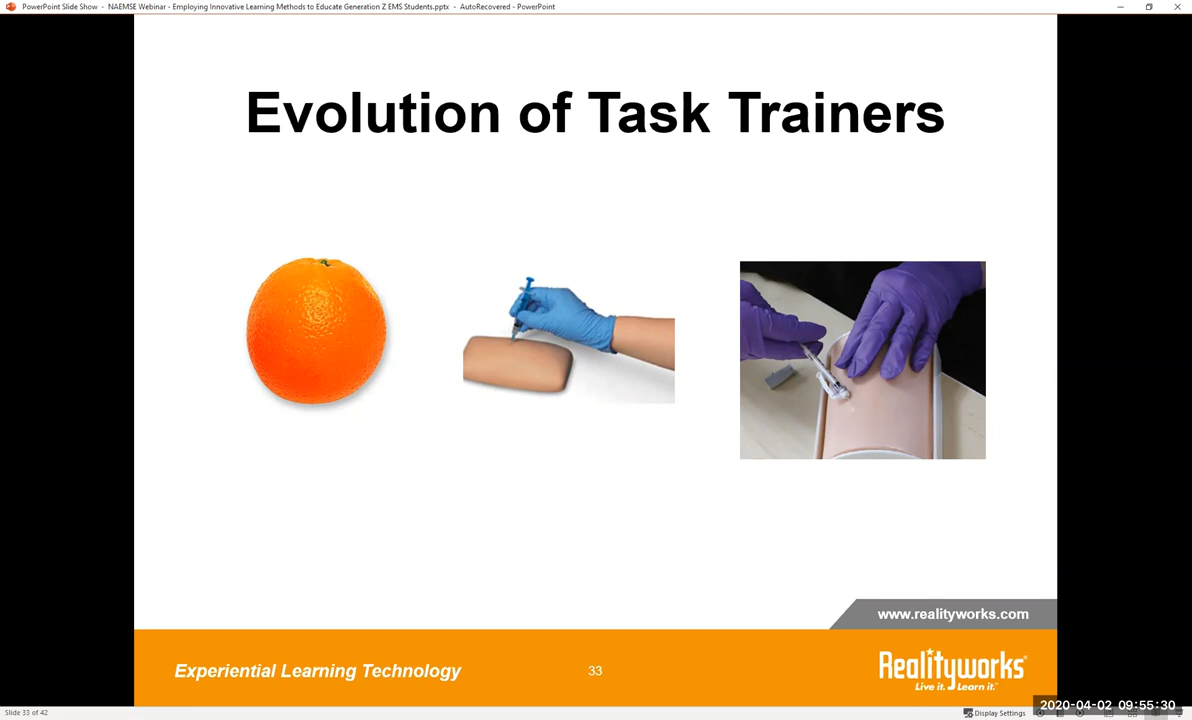 PowerPoint Slide Show - NAEMSE Webinar - Employing Innovative Learning Methods to Educate Generation Z EMS Students.pptx - AutoRecovered - PowerPoint
Evolution of Task Trainers
www.realityworks.com
Experiential Learning Technology
33
Realityworks®
Live it. Learn it.™
2020-04-02 09:55:30
Slide 33 of 42
Display Settings